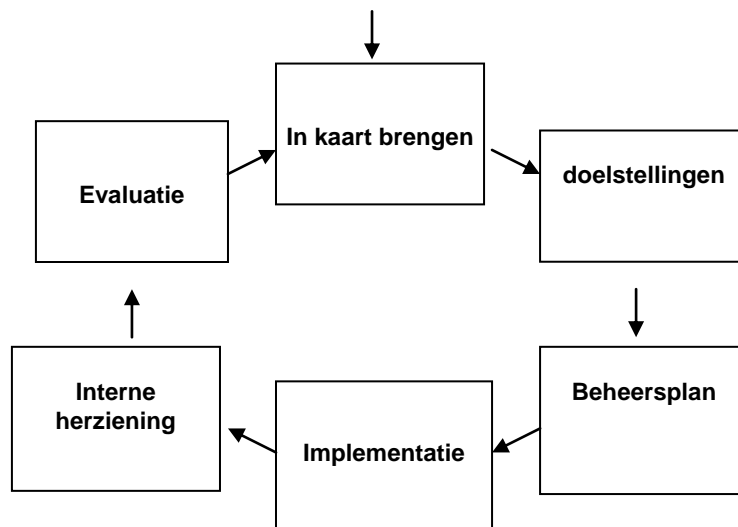 In kaart brengen
doelstellingen
Evaluatie
Beheersplan
Interne
herziening
Implementatie